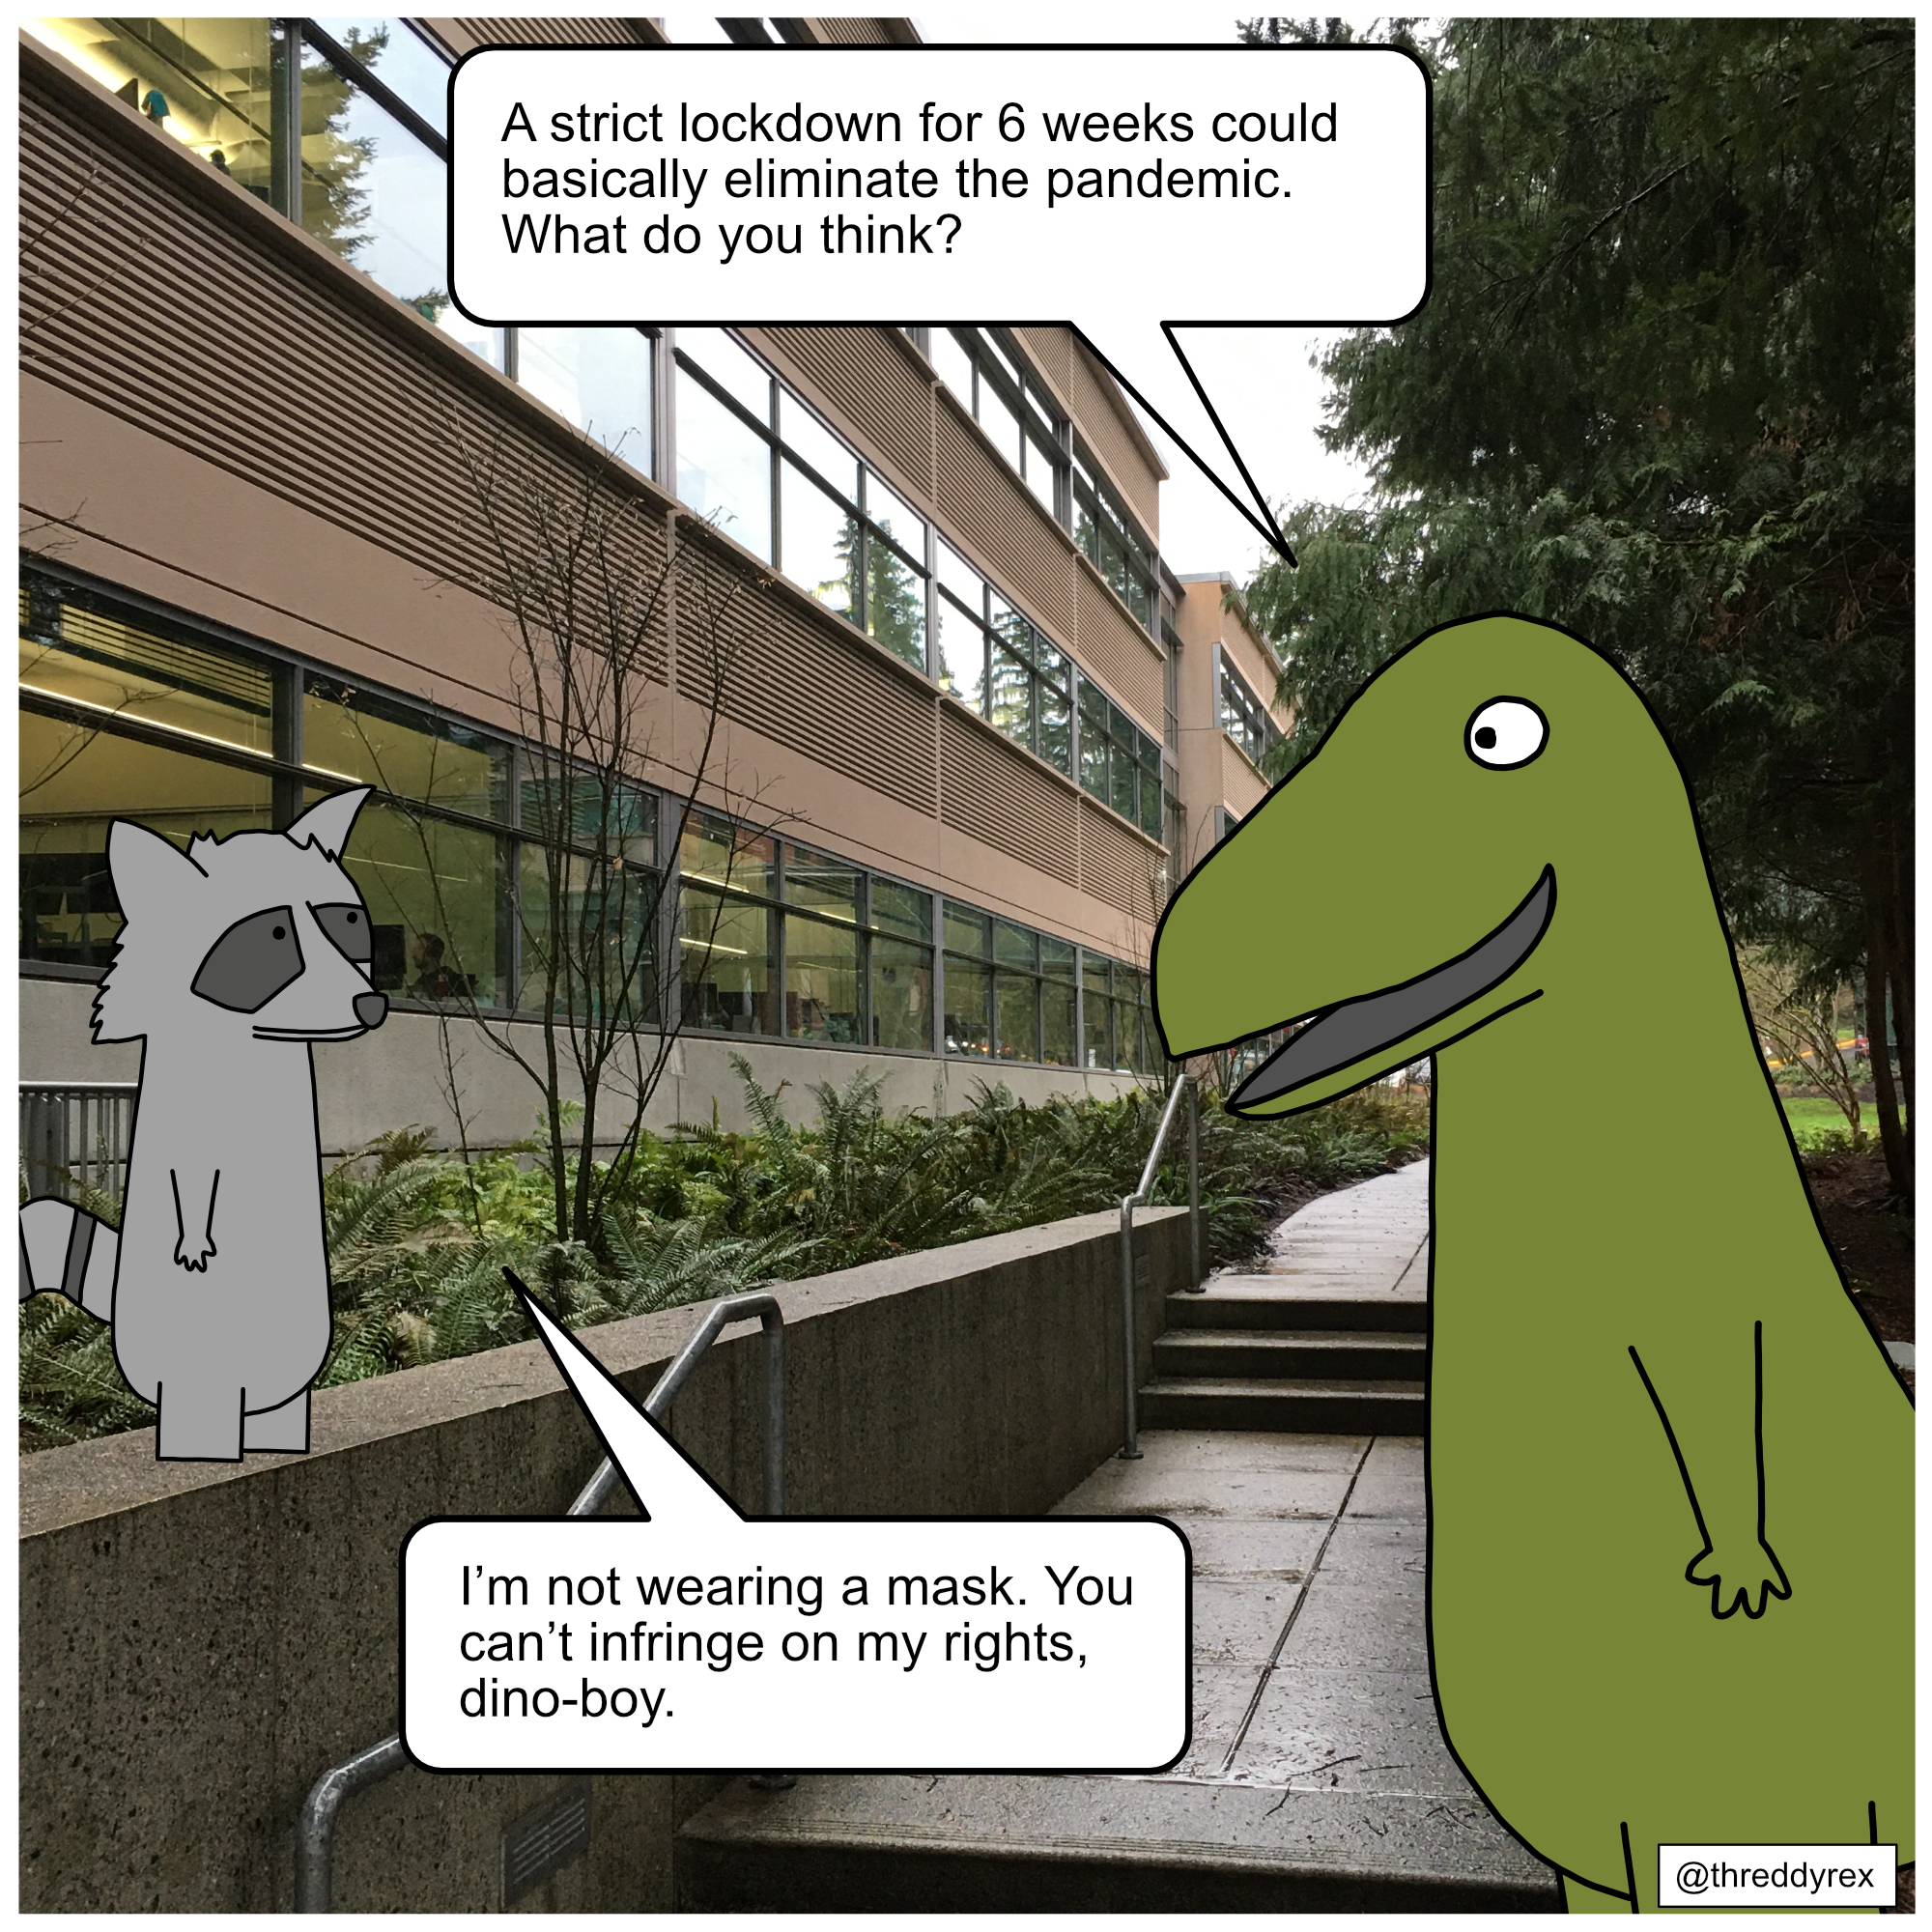 A strict lockdown for 6 weeks could
basically eliminate the pandemic.
What do you think?
I'm not wearing a mask. You
can't infringe on my rights,
dino-boy.
@threddyrex